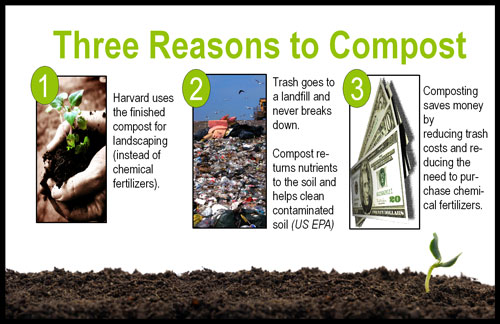 Three Reasons to Compost
1
Harvard uses
the finished
compost for
landscaping
(instead of
chemical
fertilizers).
2
Trash goes to
a landfill and
never breaks
down.
Compost re-
turns nutrients
to the soil and
helps clean
contaminated
soil (US EPA)
3
Composting
saves money
by
reducing trash
costs and re-
ducing the
need to pur-
chase chemi-
cal fertilizers.
20
TWENTY DOLLARS